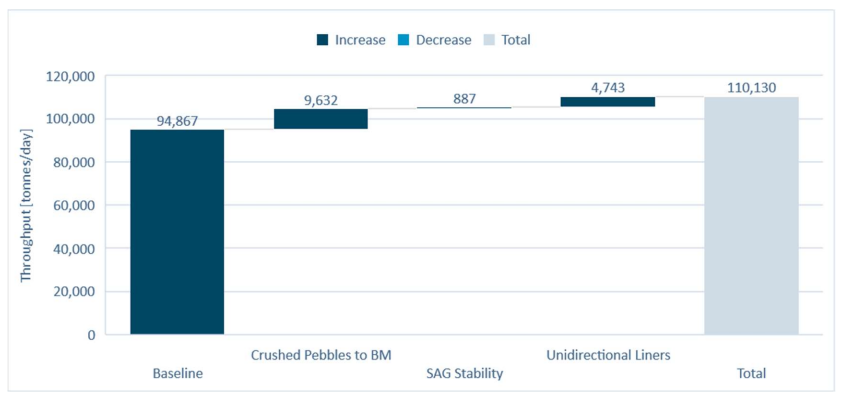 Increase Decrease Total
120,000
100,000
80,000
60,000
40,000
20,000
0
Throughput [tonnes/day]
94,867
9,632
887
4,743
110,130
Baseline
Crushed Pebbles to BM
SAG Stability
Unidirectional Liners
Total